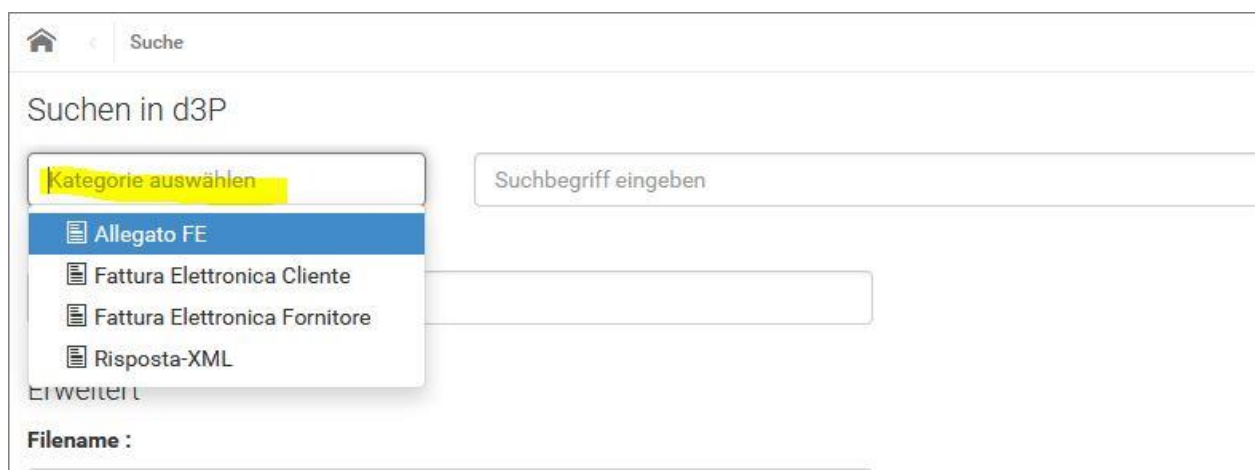 Suche
Suchen in d3P
Kategorie auswählen
Suchbegriff eingeben
Allegato FE
Fattura Elettronica Cliente
Fattura Elettronica Fornitore
Risposta-XML
Erweitert
Filename :